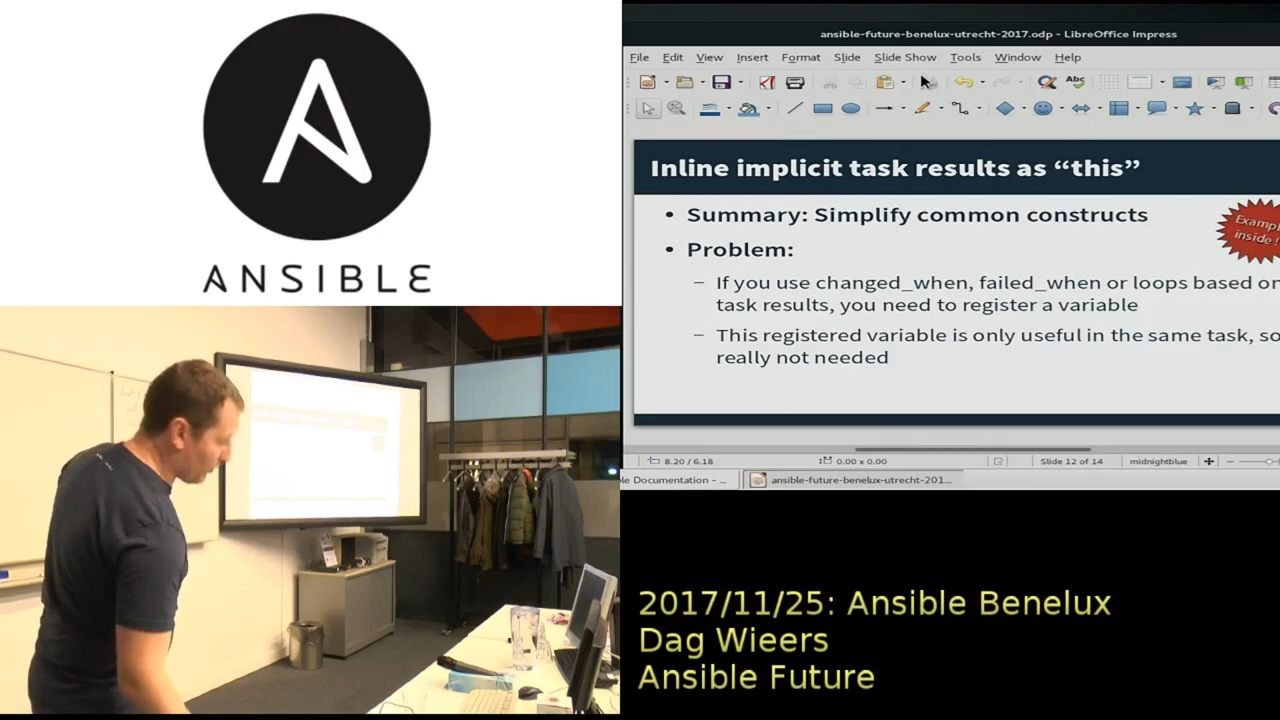 ANSIBLE
ansible-future-benelux-utrecht-2017.odp - LibreOffice Impress
File Edit View Insert Format Slide Slide Show Tools Window Help
Abc
Inline implicit task results as “this”
• Summary: Simplify common constructs
Exampl
inside !
• Problem:
– If you use changed_when, failed_when or loops based on
task results, you need to register a variable
– This registered variable is only useful in the same task, so
really not needed
8.20 / 6.18 0.00 x 0.00 Slide 12 of 14 midnightblue
le Documentation - ... ansible-future-benelux-utrecht-201...
2017/11/25: Ansible Benelux
Dag Wieers
Ansible Future